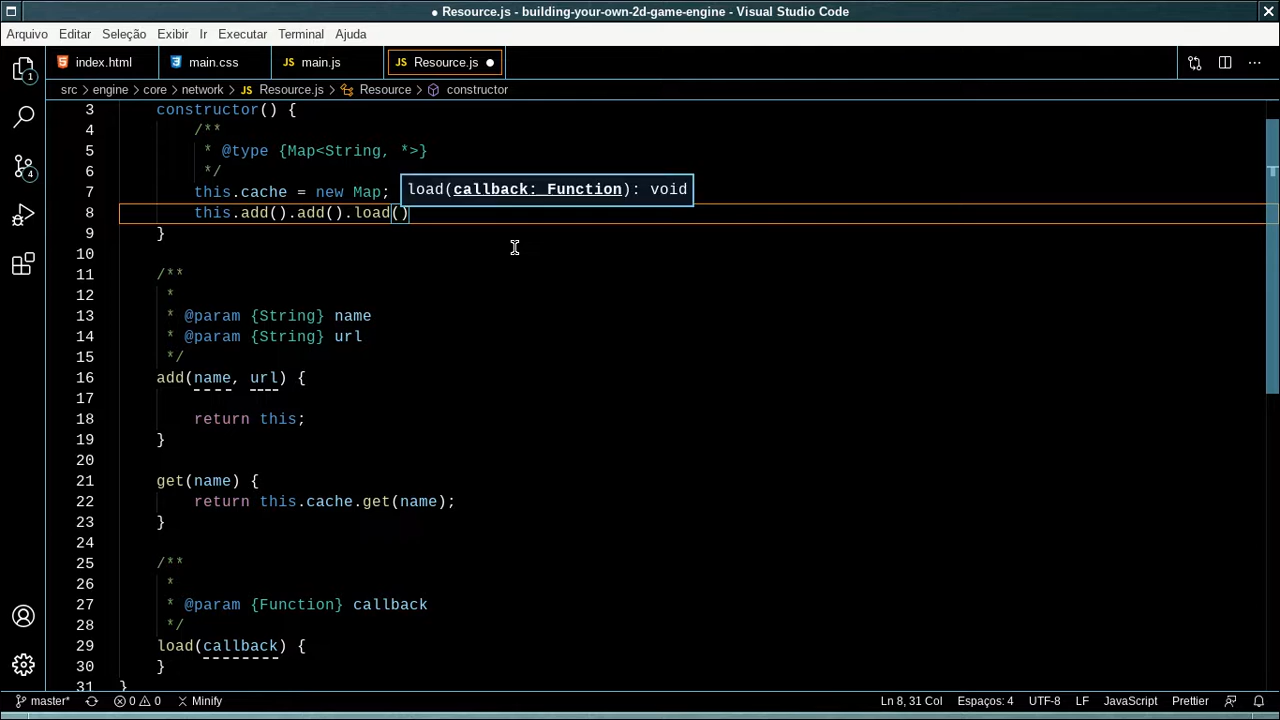 ● Resource.js - building-your-own-2d-game-engine - Visual Studio Code
Arquivo Editar Seleção Exibir Ir Executar Terminal Ajuda
index.html main.css JS main.js JS Resource.js ●
src > engine > core > network > JS Resource.js > Resource > constructor
3 constructor() {
4 /**
5 * @type {Map<String, *>}
6 */
7 this.cache = new Map;
load(callback: Function): void
8 this.add().add().load()
9 }
10
11 /**
12 *
13 * @param {String} name
14 * @param {String} url
15 */
16 add(name, url) {
17
18 return this;
19 }
20
21 get(name) {
22 return this.cache.get(name);
23 }
24
25 /**
26 *
27 * @param {Function} callback
28 */
29 load(callback) {
30 }
31 }
1
4
master* 0 0 Minify Ln 8, 31 Col Espaços: 4 UTF-8 LF JavaScript Prettier